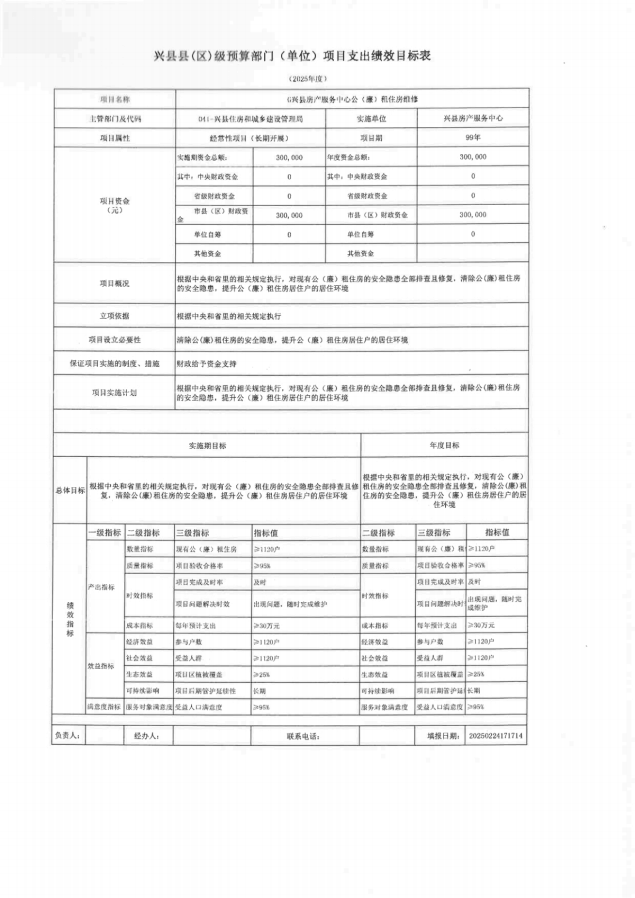 兴县县(区)级预算部门（单位）项目支出绩效目标表
（2025年度）
项目名称 G兴县房产服务中心公（廉）租住房维修
主管部门及代码 041-兴县住房和城乡建设管理局 实施单位 兴县房产服务中心
项目属性 经常性项目（长期开展） 项目期 99年
项目资金（元） 实施期资金总额： 300,000 年度资金总额： 300,000
其中：中央财政资金 0 其中：中央财政资金 0
省级财政资金 0 省级财政资金 0
市县（区）财政资金 300,000 市县（区）财政资金 300,000
单位自筹 0 单位自筹 0
其他资金 其他资金
项目概况 根据中央和省里的相关规定执行，对现有公（廉）租住房的安全隐患全部排查且修复，清除公(廉)租住房
的安全隐患，提升公（廉）租住房居住户的居住环境
立项依据 根据中央和省里的相关规定执行
项目设立必要性 清除公(廉)租住房的安全隐患，提升公（廉）租住房居住户的居住环境
保证项目实施的制度、措施 财政给予资金支持
项目实施计划 根据中央和省里的相关规定执行，对现有公（廉）租住房的安全隐患全部排查且修复，清除公(廉)租住房
的安全隐患，提升公（廉）租住房居住户的居住环境
实施期目标 年度目标
总体目标
根据中央和省里的相关规定执行，对现有公（廉）租住房的安全隐患全部排查且修
复，清除公(廉)租住房的安全隐患，提升公（廉）租住房居住户的居住环境
根据中央和省里的相关规定执行，对现有公（廉）
租住房的安全隐患全部排查且修复，清除公(廉)租
住房的安全隐患，提升公（廉）租住房居住户的居
住环境
绩效指标
一级指标 二级指标 三级指标 指标值 二级指标 三级指标 指标值
产出指标
数量指标 现有公（廉）租住房 ≥1120户 数量指标 现有公（廉）租 ≥1120户
质量指标 项目验收合格率 ≥95% 质量指标 项目验收合格率 ≥95%
时效指标 项目完成及时率 及时 时效指标 项目完成及时率 及时
项目问题解决时效 出现问题，随时完成维护 项目问题解决时 出现问题，随时完成维护
成本指标 每年预计支出 ≥30万元 成本指标 每年预计支出 ≥30万元
效益指标
经济效益 参与户数 ≥1120户 经济效益 参与户数 ≥1120户
社会效益 受益人群 ≥1120户 社会效益 受益人群 ≥1120户
生态效益 项目区植被覆盖 ≥25% 生态效益 项目区植被覆盖 ≥25%
可持续影响 项目后期管护延续性 长期 可持续影响 项目后期管护延 长期
满意度指标 服务对象满意度 受益人口满意度 ≥95% 服务对象满意度 受益人口满意度 ≥95%
负责人： 经办人： 联系电话： 填报日期： 20250224171714